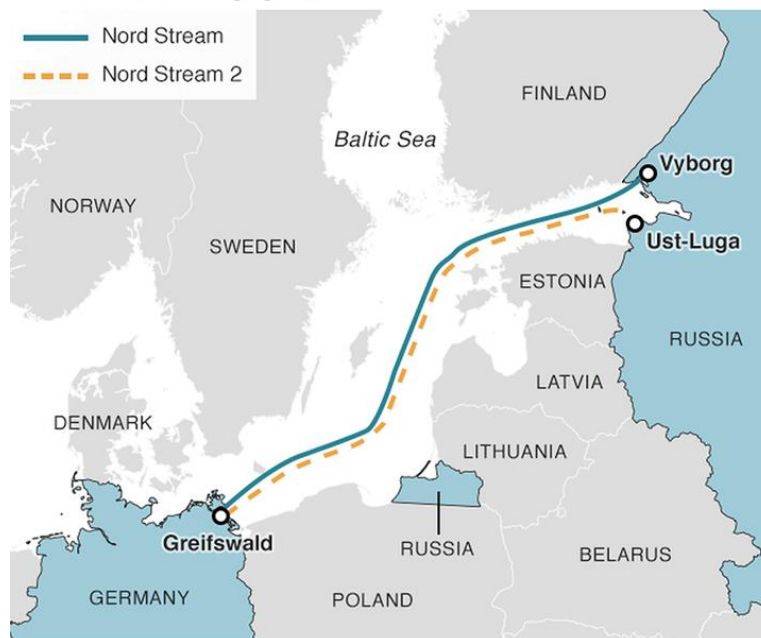 Nord Stream
Nord Stream 2
FINLAND
Baltic Sea
Vyborg
NORWAY
SWEDEN
Ust-Luga
ESTONIA
RUSSIA
LATVIA
DENMARK
LITHUANIA
Greifswald
RUSSIA
BELARUS
GERMANY
POLAND